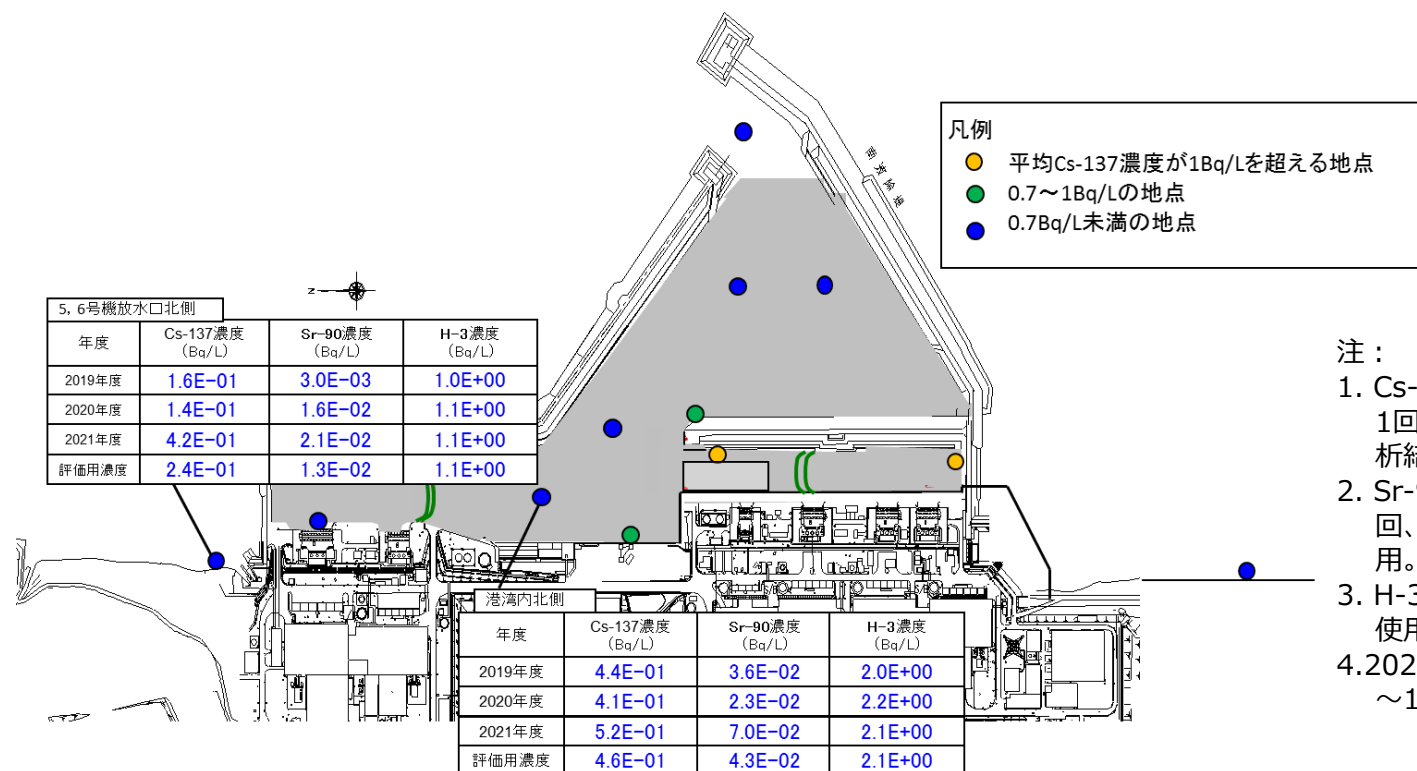 南防波堤
凡例
平均Cs-137濃度が1Bq/Lを超える地点
0.7～1Bq/Lの地点
0.7Bq/L未満の地点
Z
5, 6号機放水口北側
年度 Cs-137濃度 (Bq/L) Sr-90濃度 (Bq/L) H-3濃度 (Bq/L)
2019年度 1.6E-01 3.0E-03 1.0E+00
2020年度 1.4E-01 1.6E-02 1.1E+00
2021年度 4.2E-01 2.1E-02 1.1E+00
評価用濃度 2.4E-01 1.3E-02 1.1E+00
港湾内北側
年度 Cs-137濃度 (Bq/L) Sr-90濃度 (Bq/L) H-3濃度 (Bq/L)
2019年度 4.4E-01 3.6E-02 2.0E+00
2020年度 4.1E-01 2.3E-02 2.2E+00
2021年度 5.2E-01 7.0E-02 2.1E+00
評価用濃度 4.6E-01 4.3E-02 2.1E+00
注：
1. Cs-
1回
析結
2. Sr-
回、
用。
3. H-3
使用
4.202
～1